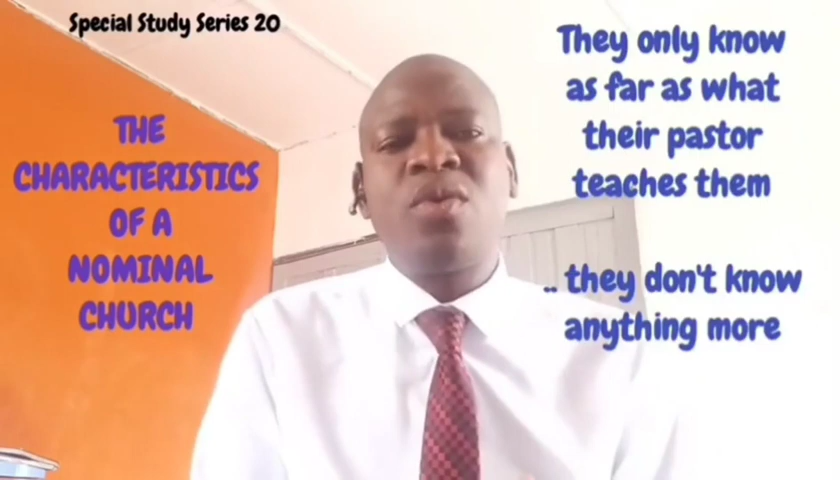 Special Study Series 20
THE
CHARACTERISTICS
OF A
NOMINAL
CHURCH
They only know
as far as what
their pastor
teaches them
.. they don't know
anything more